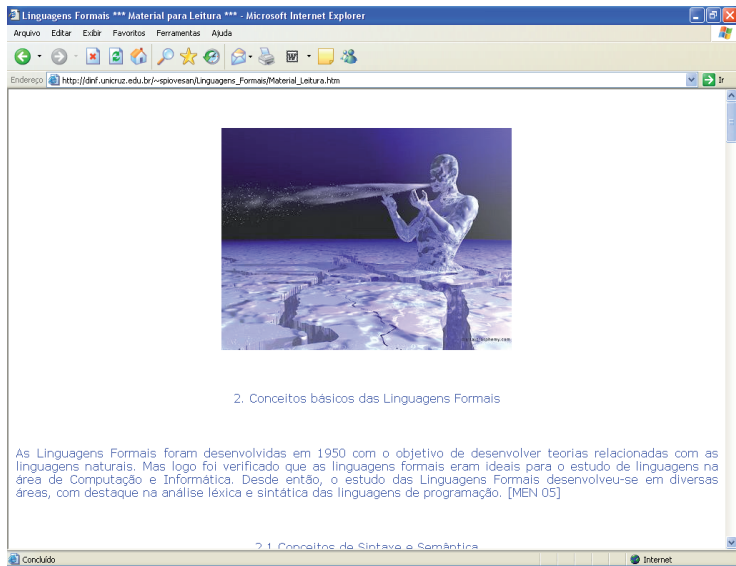 Linguagens Formais *** Material para Leitura *** - Microsoft Internet Explorer
Arquivo Editar Exibir Favoritos Ferramentas Ajuda
Endereço http://dinf.unicruz.edu.br/~spiovesan/Linguagens_Formais/Material_Leitura.htm Ir
2. Conceitos básicos das Linguagens Formais
As Linguagens Formais foram desenvolvidas em 1950 com o objetivo de desenvolver teorias relacionadas com as
linguagens naturais. Mas logo foi verificado que as linguagens formais eram ideais para o estudo de linguagens na
área de Computação e Informática. Desde então, o estudo das Linguagens Formais desenvolveu-se em diversas
áreas, com destaque na análise léxica e sintática das linguagens de programação. [MEN 05]
2.1 Conceitos de Sintaxe e Semântica
Concluído Internet